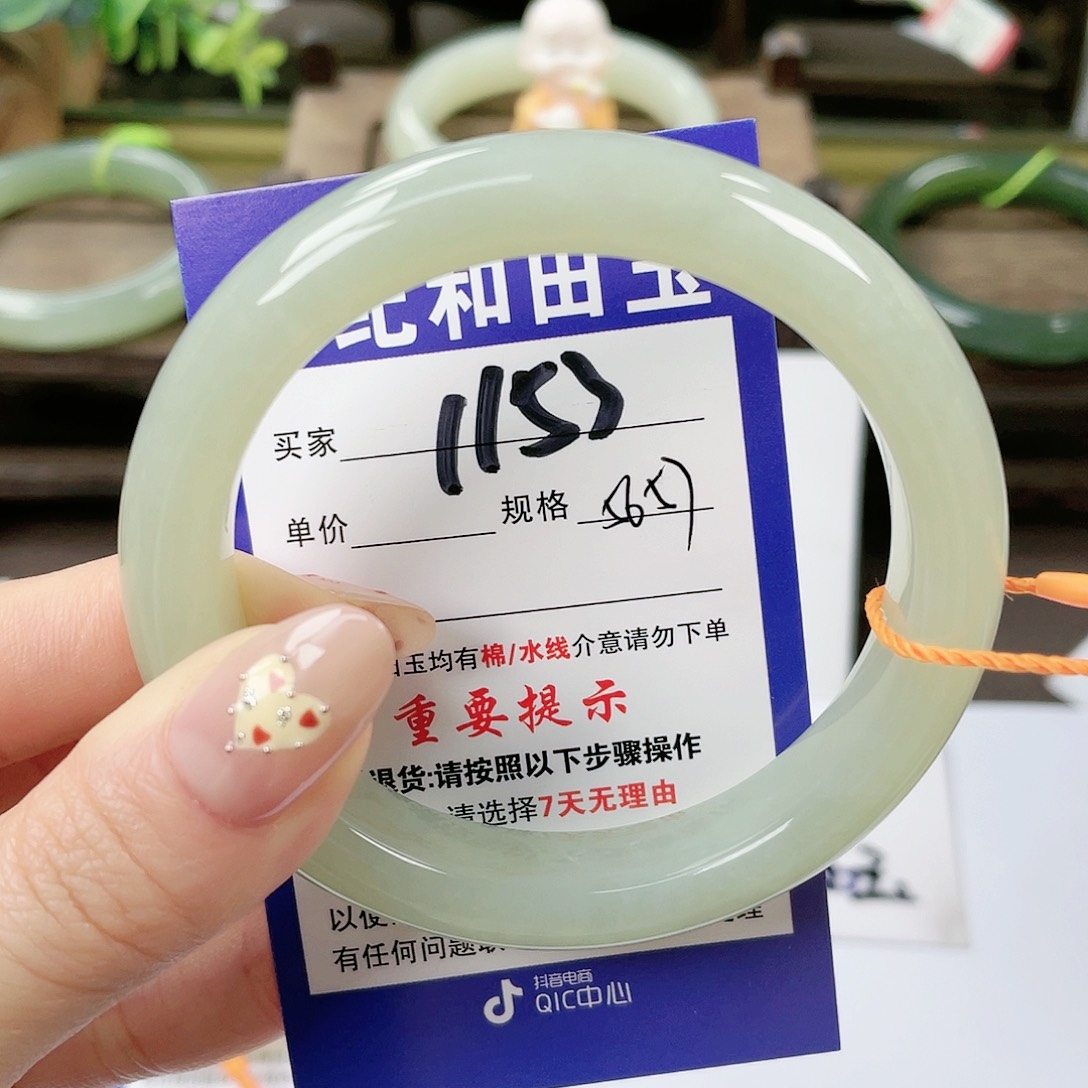 和田玉
买家 1153
单价 规格
玉均有棉/水线介意请勿下单
重要提示
退货:请按照以下步骤操作
请选择7天无理由
以便
有任何问题联
抖音电商
QIC中心